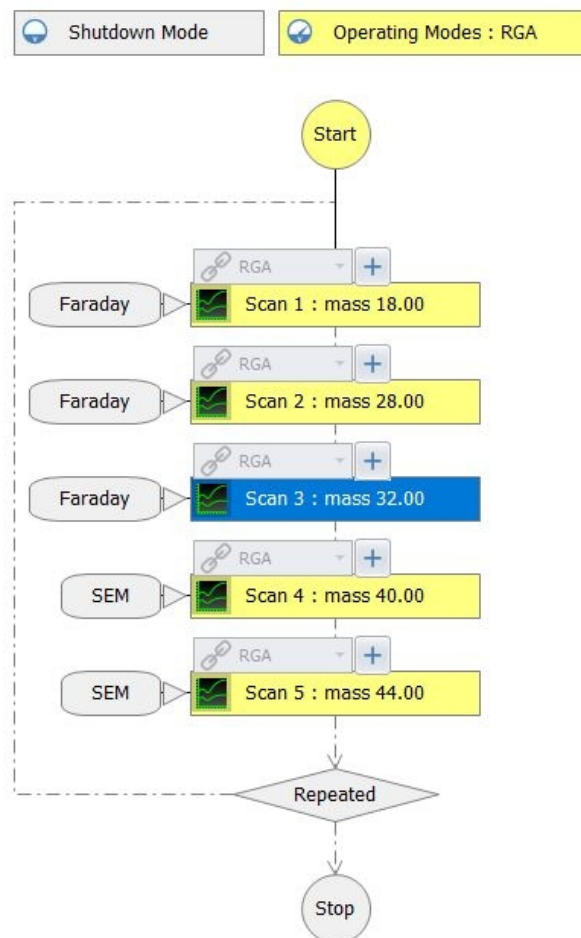 Shutdown Mode
Operating Modes : RGA
Start
RGA
Faraday
Scan 1 : mass 18.00
RGA
Faraday
Scan 2 : mass 28.00
RGA
Faraday
Scan 3 : mass 32.00
RGA
SEM
Scan 4 : mass 40.00
RGA
SEM
Scan 5 : mass 44.00
Repeated
Stop